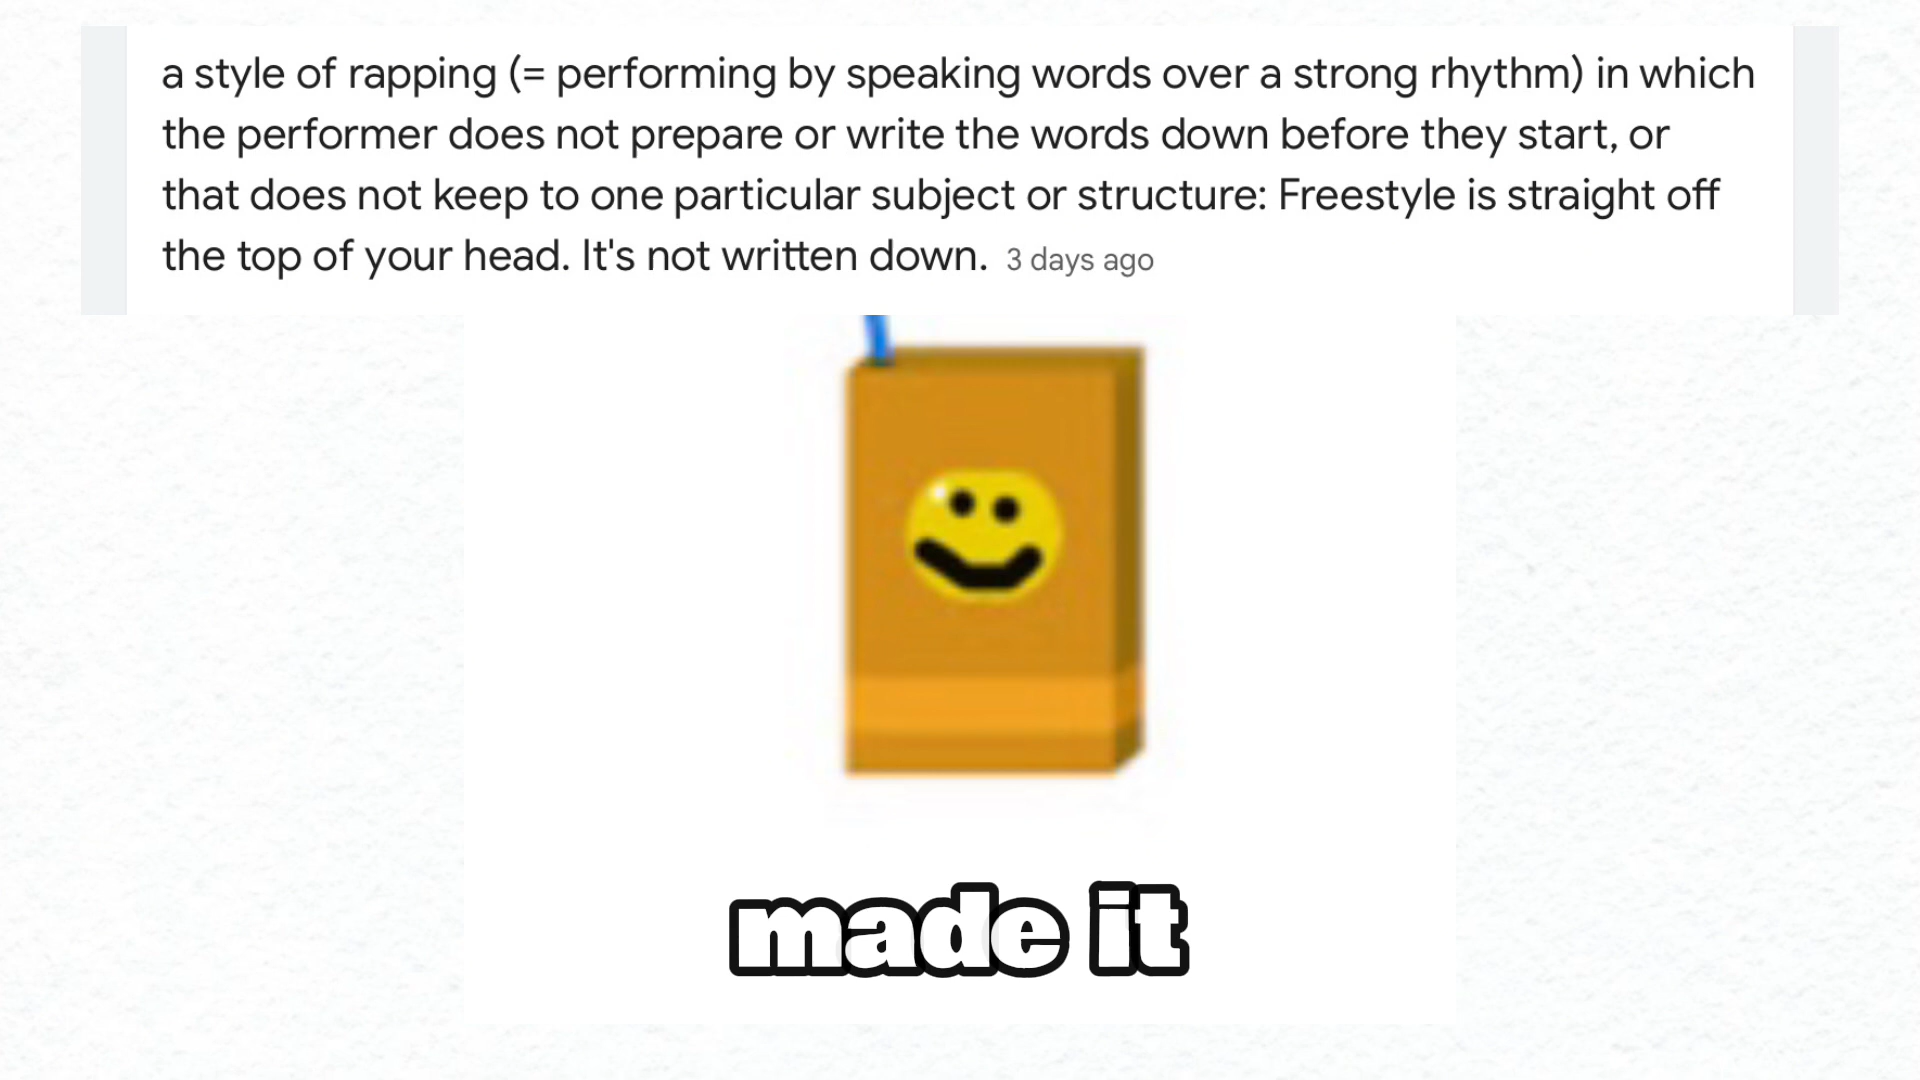 a style of rapping (= performing by speaking words over a strong rhythm) in which
the performer does not prepare or write the words down before they start, or
that does not keep to one particular subject or structure: Freestyle is straight off
the top of your head. It's not written down. 3 days ago
made it